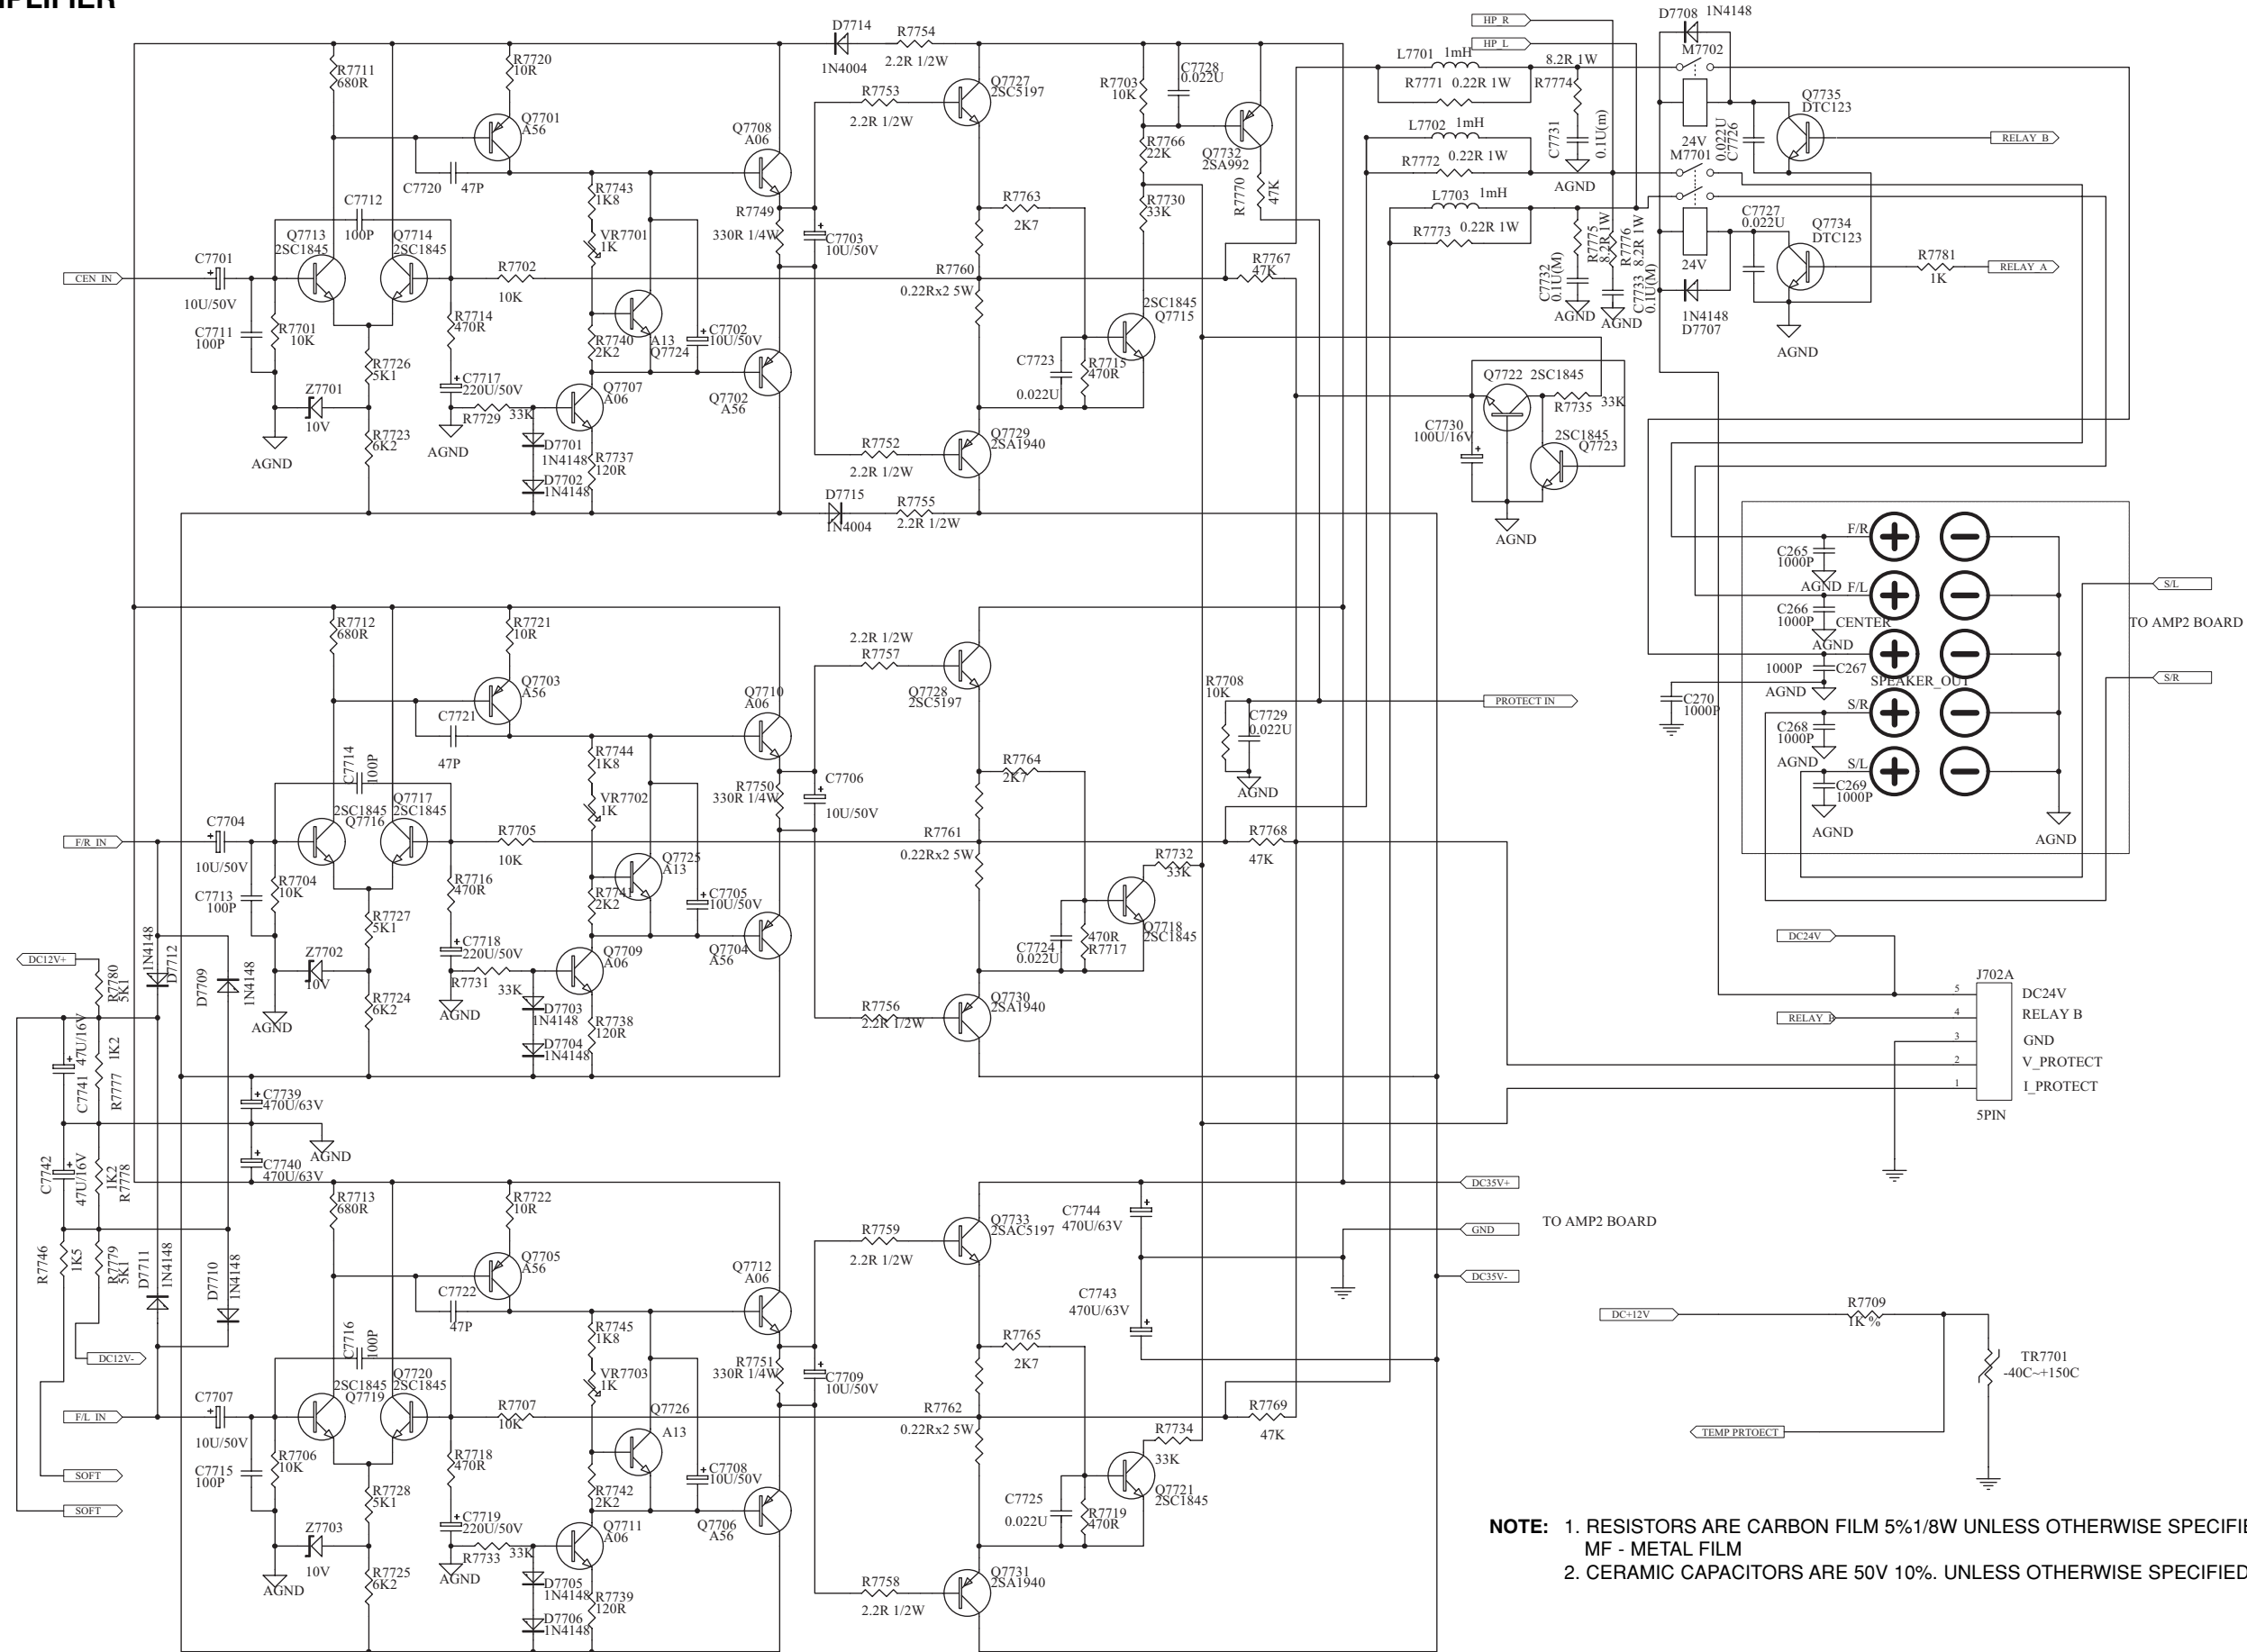 MPLIFIER
D7714
1N4004
R7754
2.2R 1/2W
HP_R
HP_L
D7708 1N4148
M7702
R7711
680R
R7720
10R
Q7701
A56
C7720 47P
Q7708
A06
R7753
2.2R 1/2W
Q7727
2SC5197
R7703
10K
C7728
0.022U
R7766
22K
Q7732
2SA992
R7770
47K
L7701 1mH
R7771 0.22R 1W
8.2R 1W
R7774
L7702 1mH
R7772
0.22R 1W
C7731
0.1U(m)
AGND
L7703 1mH
R7773
0.22R 1W
24V
M7701
0.022U
C7726
Q7735
DTC123
RELAY_B
C7712
100P
R7743
1K8
VR7701
1K
R7749
330R 1/4W
C7703
10U/50V
R7763
2K7
R7730
33K
R7775
8.2R 1W
R7776
8.2R 1W
C7732
0.1U(M)
C7733
0.1U(M)
AGND
AGND
C7727
0.022U
24V
Q7734
DTC123
R7781
1K
RELAY_A
1N4148
D7707
AGND
CEN_IN
C7701
10U/50V
Q7713
2SC1845
Q7714
2SC1845
R7702
10K
R7760
0.22Rx2 5W
R7767
47K
C7711
100P
R7701
10K
R7726
5K1
R7714
470R
R7740
2K2
A13
Q7724
C7702
10U/50V
2SC1845
Q7715
C7723
0.022U
R7715
470R
Z7701
10V
C7717
220U/50V
R7729
33K
Q7707
A06
Q7702
A56
AGND
R7723
6K2
AGND
D7701
1N4148
D7702
1N4148
R7737
120R
R7752
2.2R 1/2W
Q7729
2SA1940
D7715
1N4004
R7755
2.2R 1/2W
Q7722 2SC1845
R7735
33K
C7730
100U/16V
2SC1845
Q7723
AGND
F/R
C265
1000P
AGND
F/L
C266
1000P
AGND
CENTER
1000P
C267
AGND
SPEAKER_OUT
C270
1000P
S/R
C268
1000P
AGND
S/L
C269
1000P
AGND
AGND
S/L
TO AMP2 BOARD
S/R
R7712
680R
R7721
10R
Q7703
A56
C7721
47P
Q7710
A06
2.2R 1/2W
R7757
Q7728
2SC5197
R7708
10K
C7729
0.022U
AGND
PROTECT IN
C7714
100P
R7744
1K8
VR7702
1K
R7750
330R 1/4W
C7706
10U/50V
R7764
2K7
F/R_IN
C7704
10U/50V
2SC1845
Q7716
Q7717
2SC1845
R7705
10K
R7761
0.22Rx2 5W
R7768
47K
C7713
100P
R7704
10K
R7727
5K1
R7716
470R
R7741
2K2
Q7725
A13
C7705
10U/50V
R7732
33K
Q7718
2SC1845
C7724
0.022U
470R
R7717
DC12V+
R7780
5K1
1N4148
D7712
D7709
1N4148
Z7702
10V
AGND
R7724
6K2
C7718
220U/50V
R7731
33K
AGND
Q7709
A06
Q7704
A56
D7703
1N4148
D7704
1N4148
R7738
120R
R7756
2.2R 1/2W
Q7730
2SA1940
DC24V
RELAY_B
J702A
5 DC24V
4 RELAY B
3 GND
2 V_PROTECT
1 I_PROTECT
5PIN
C7741
47U/16V
R7777
1K2
C7739
470U/63V
AGND
C7740
470U/63V
C7742
47U/16V
1K2
R7778
R7713
680R
R7722
10R
Q7705
A56
C7722
47P
Q7712
A06
R7759
2.2R 1/2W
Q7733
2SAC5197
C7744
470U/63V
C7743
470U/63V
DC35V+
GND
DC35V-
TO AMP2 BOARD
R7746
1K5
R7779
5K1
D7711
1N4148
D7710
1N4148
DC12V-
C7716
100P
R7745
1K8
VR7703
1K
R7751
330R 1/4W
C7709
10U/50V
R7765
2K7
DC+12V
R7709
1K %
TR7701
-40C~+150C
TEMP PRTOECT
F/L_IN
C7707
10U/50V
2SC1845
Q7719
Q7720
2SC1845
R7707
10K
Q7726
A13
R7762
0.22Rx2 5W
R7769
47K
SOFT
SOFT
C7715
100P
R7706
10K
R7728
5K1
R7718
470R
R7742
2K2
C7708
10U/50V
R7734
33K
Q7721
2SC1845
C7725
0.022U
R7719
470R
Z7703
10V
AGND
R7725
6K2
C7719
220U/50V
R7733
33K
AGND
Q7711
A06
Q7706
A56
D7705
1N4148
D7706
1N4148
R7739
120R
R7758
2.2R 1/2W
Q7731
2SA1940
NOTE: 1. RESISTORS ARE CARBON FILM 5%1/8W UNLESS OTHERWISE SPECIFIE
MF - METAL FILM
2. CERAMIC CAPACITORS ARE 50V 10%. UNLESS OTHERWISE SPECIFIED